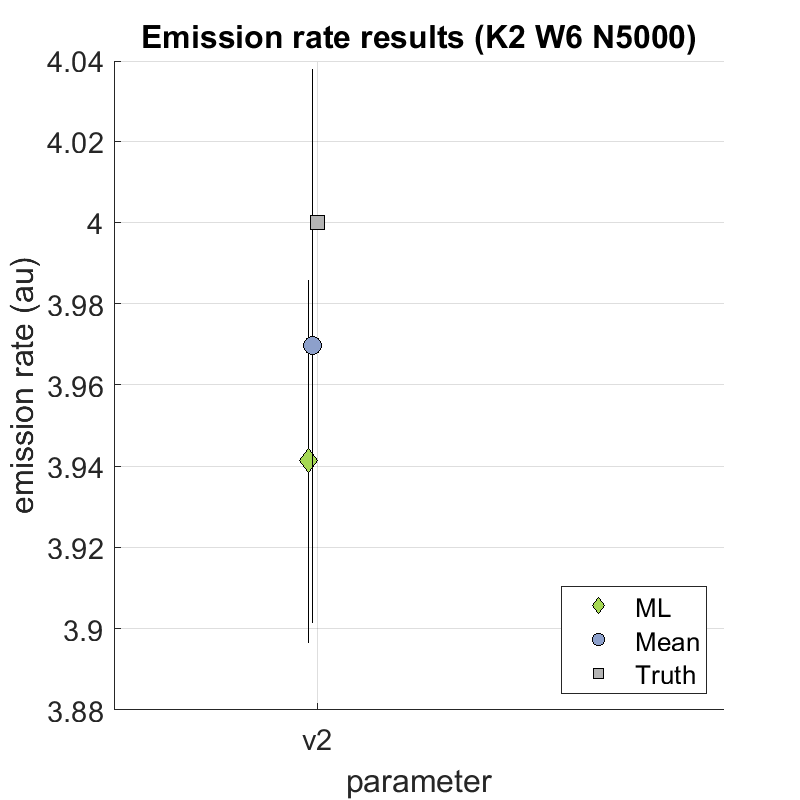 Emission rate results (K2 W6 N5000)
4.04
4.02
4
3.98
3.96
3.94
3.92
3.9
3.88
emission rate (au)
v2
parameter
ML
Mean
Truth